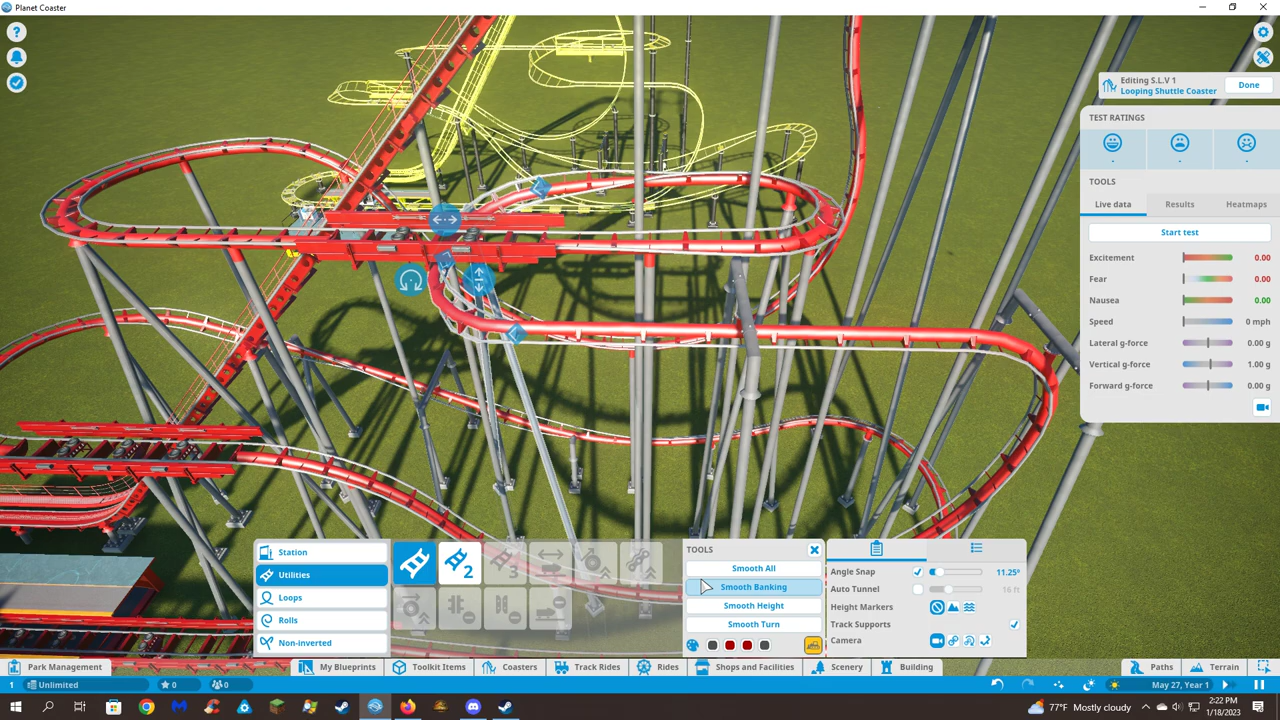 Planet Coaster
?
Editing S.L.V 1
Looping Shuttle Coaster
Done
TEST RATINGS
- - -
TOOLS
Live data Results Heatmaps
Start test
Excitement 0.00
Fear 0.00
Nausea 0.00
Speed 0 mph
Lateral g-force 0.00 g
Vertical g-force 1.00 g
Forward g-force 0.00 g
Station
Utilities
Loops
Rolls
Non-inverted
2
3
TOOLS
Smooth All
Smooth Banking
Smooth Height
Smooth Turn
Angle Snap 11.25°
Auto Tunnel 16 ft
Height Markers
Track Supports
Camera
Park Management My Blueprints Toolkit Items Coasters Track Rides Rides Shops and Facilities Scenery Building Paths Terrain
1 Unlimited 0 0 May 27, Year 1
77°F Mostly cloudy 2:22 PM
1/18/2023